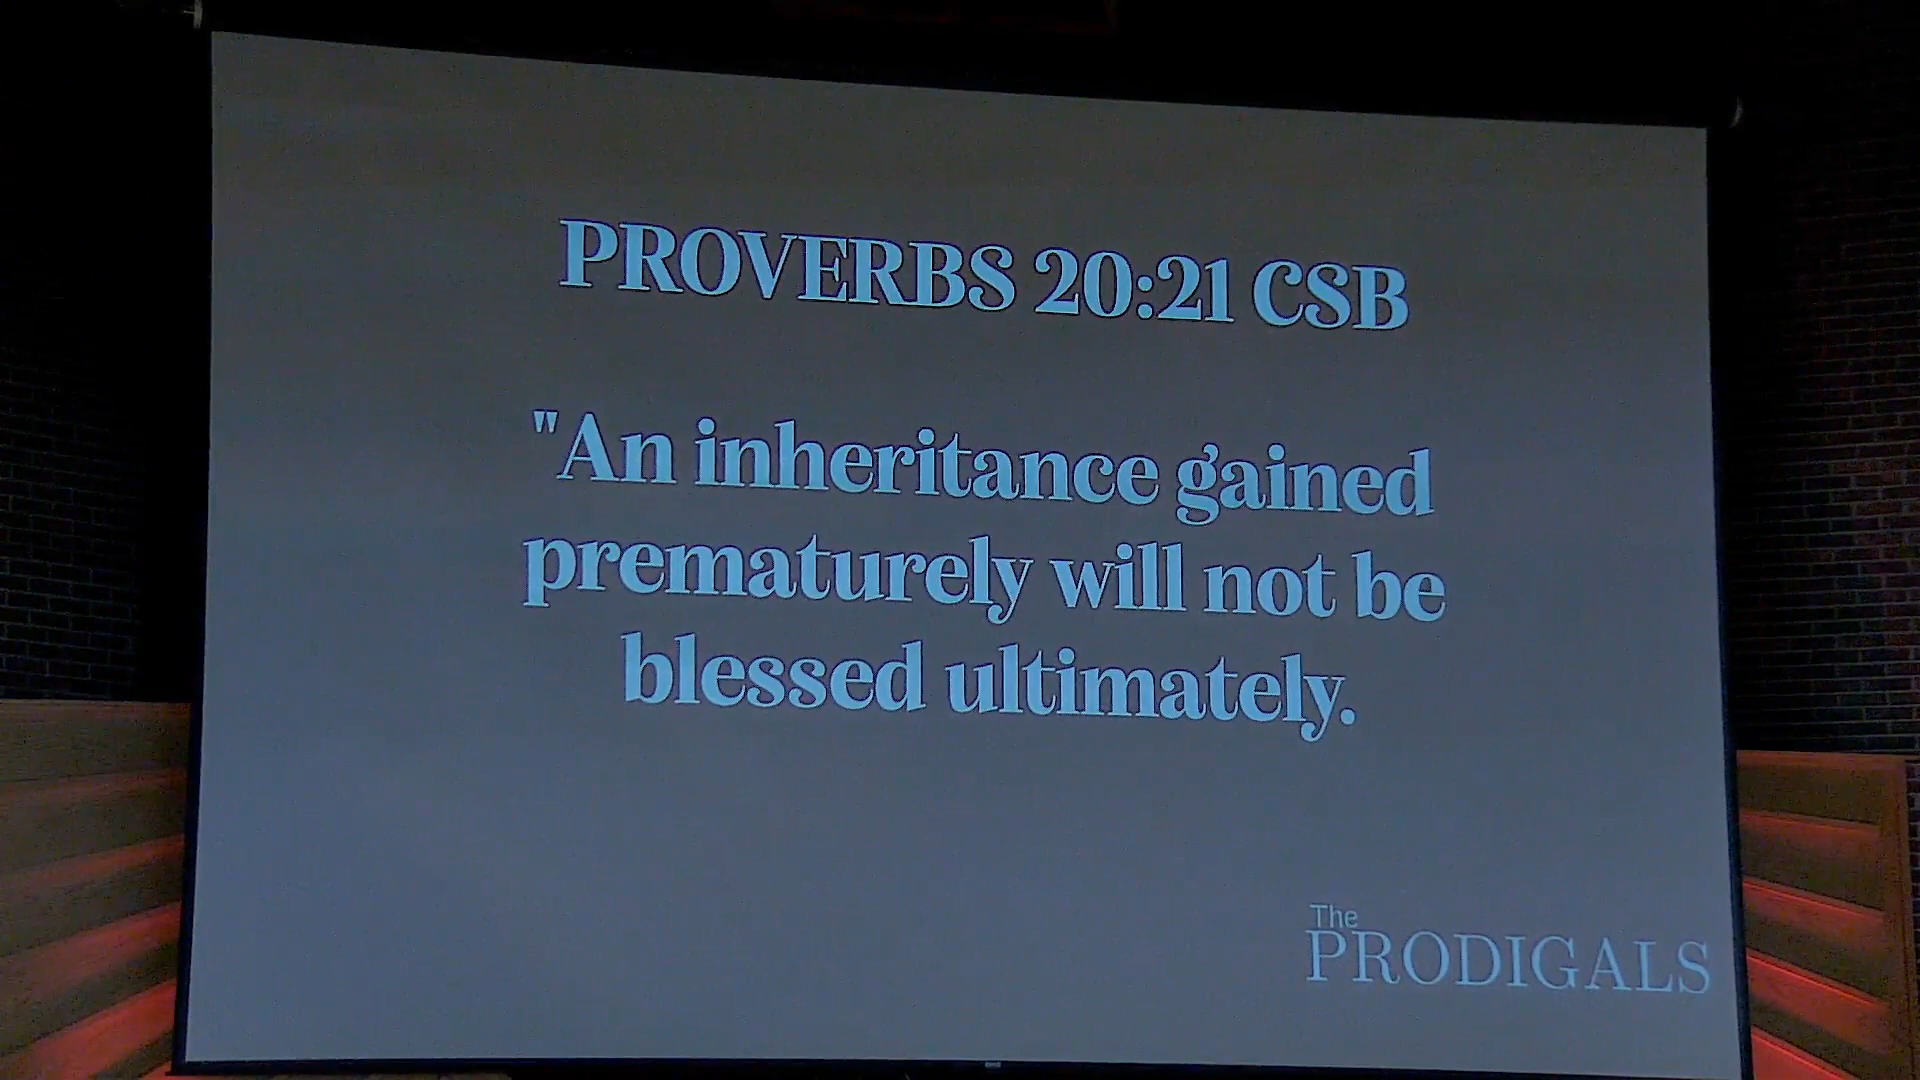 PROVERBS 20:21 CSB
"An inheritance gained
prematurely will not be
blessed ultimately.
The
PRODIGALS